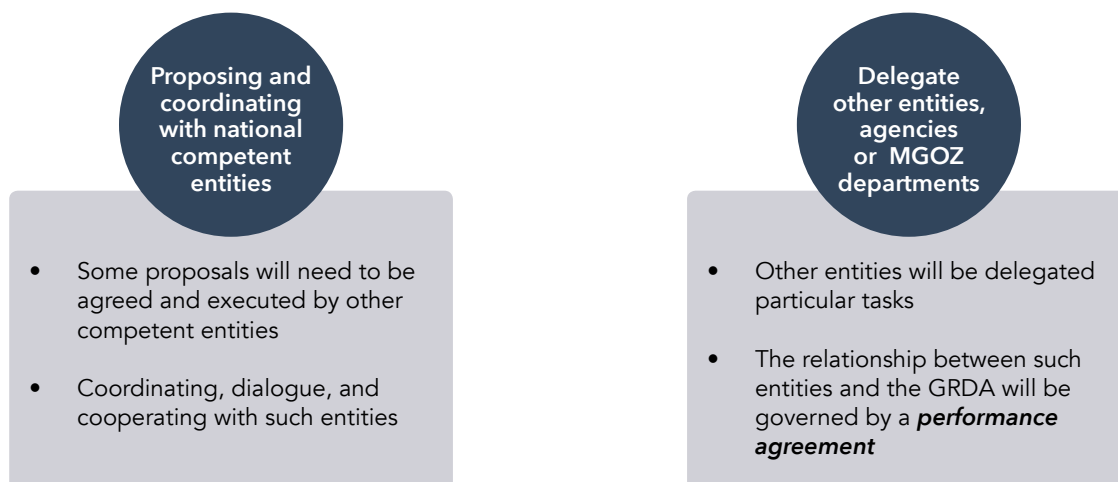 Proposing and
coordinating
with national
competent
entities
• Some proposals will need to be
agreed and executed by other
competent entities
• Coordinating, dialogue, and
cooperating with such entities
Delegate
other entities,
agencies
or MGOZ
departments
• Other entities will be delegated
particular tasks
• The relationship between such
entities and the GRDA will be
governed by a performance
agreement